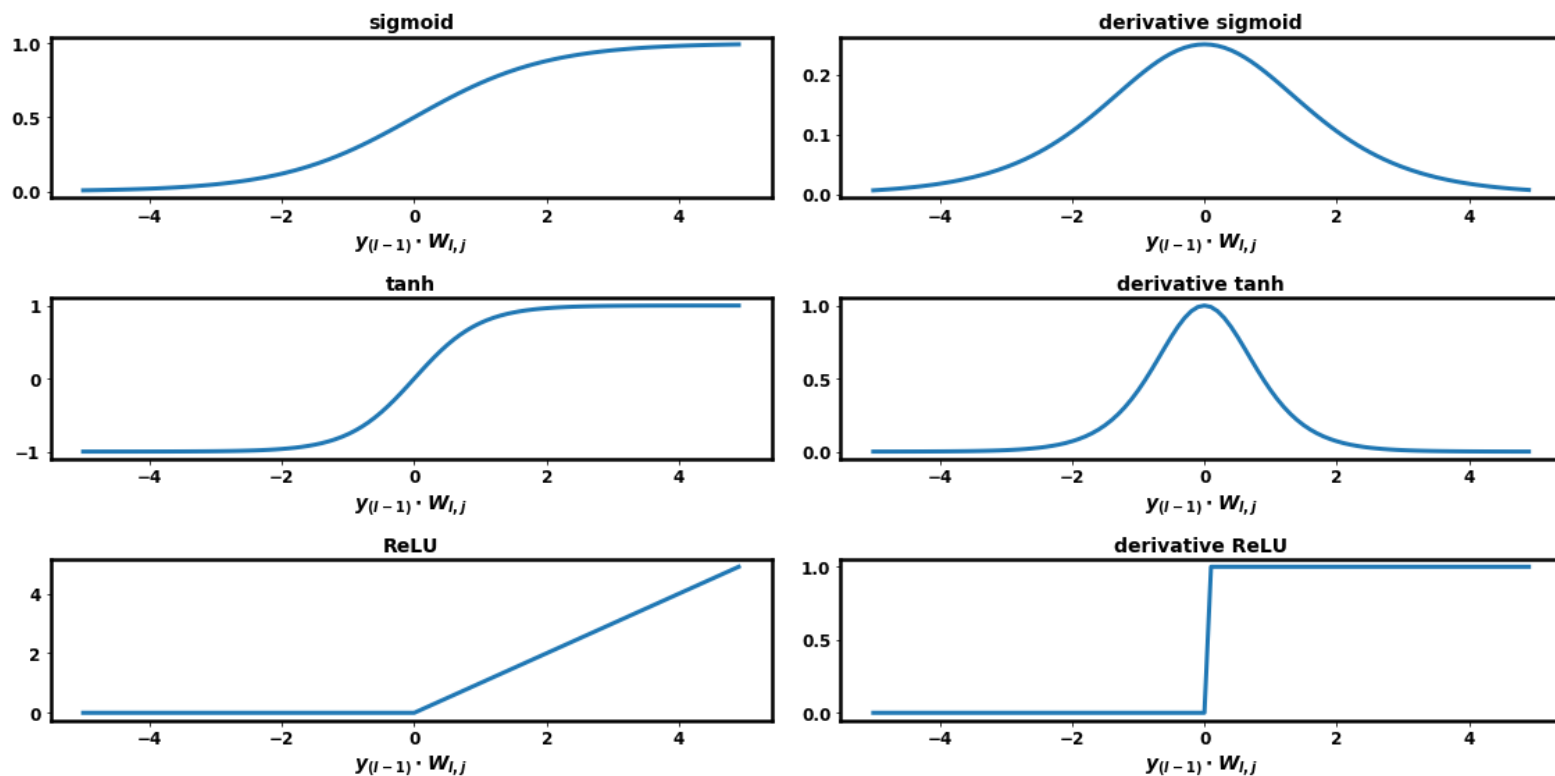 sigmoid
1.0
0.5
0.0
−4 −2 0 2 4
y(l − 1) · Wl, j
derivative sigmoid
0.2
0.1
0.0
−4 −2 0 2 4
y(l − 1) · Wl, j
tanh
1
0
−1
−4 −2 0 2 4
y(l − 1) · Wl, j
derivative tanh
1.0
0.5
0.0
−4 −2 0 2 4
y(l − 1) · Wl, j
ReLU
4
2
0
−4 −2 0 2 4
y(l − 1) · Wl, j
derivative ReLU
1.0
0.5
0.0
−4 −2 0 2 4
y(l − 1) · Wl, j